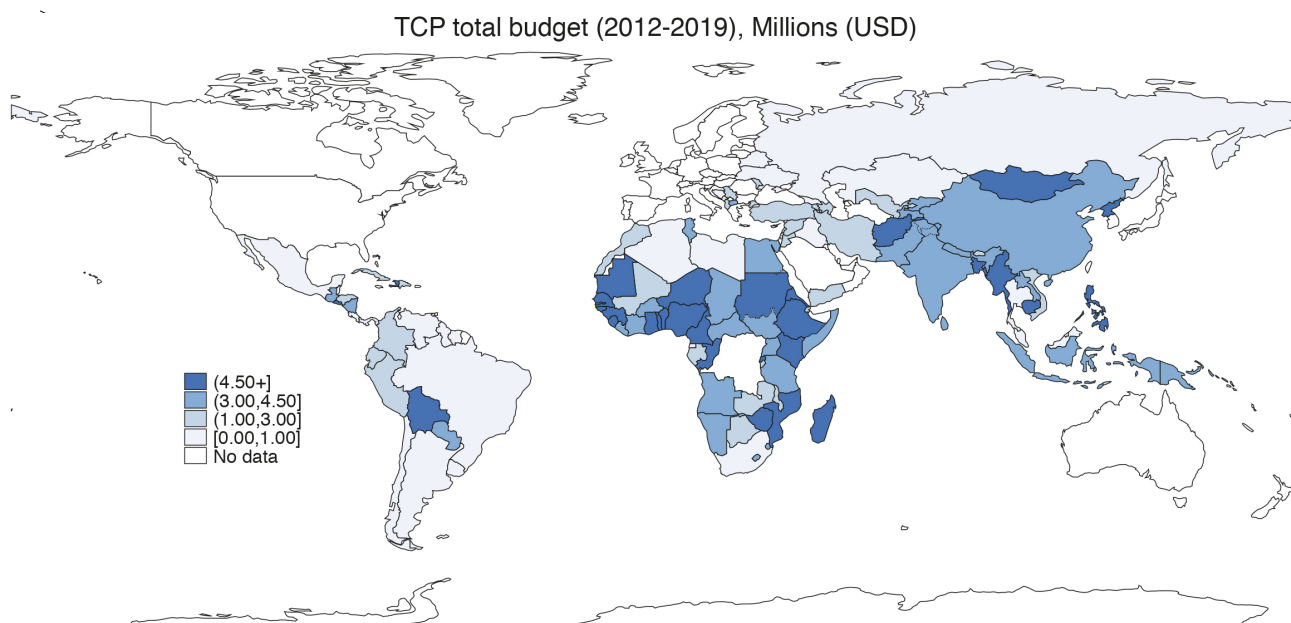 TCP total budget (2012-2019), Millions (USD)
(4.50+]
(3.00,4.50]
(1.00,3.00]
[0.00,1.00]
No data